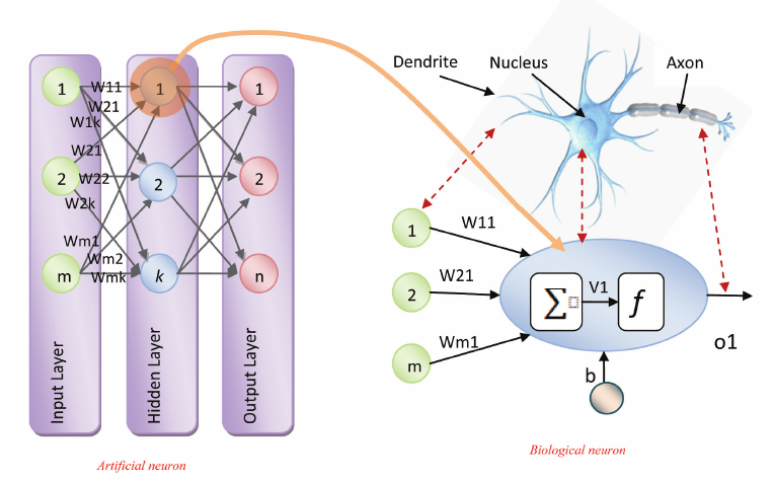 Dendrite Nucleus Axon
1 W11 1 1
W21
W1k
W21
2 W22 2 2
W2k
Wm1
Wm2
m Wmk k n
Input Layer
Hidden Layer
Output Layer
Artificial neuron
1 W11
2 W21
m Wm1
∑ V1 f
o1
b
Biological neuron